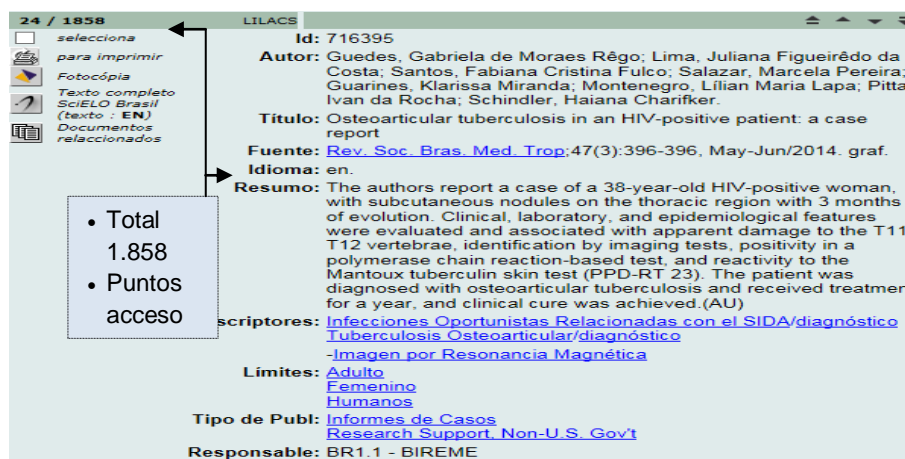 24 / 1858 LILACS
selecciona
para imprimir
Fotocópia
Texto completo
SciELO Brasil
(texto : EN)
Documentos
relaccionados
Id: 716395
Autor: Guedes, Gabriela de Moraes Rêgo; Lima, Juliana Figueirêdo da
Costa; Santos, Fabiana Cristina Fulco; Salazar, Marcela Pereira;
Guarines, Klarissa Miranda; Montenegro, Lílian Maria Lapa; Pitta
Ivan da Rocha; Schindler, Haiana Charifker.
Título: Osteoarticular tuberculosis in an HIV-positive patient: a case
report
Fuente: Rev. Soc. Bras. Med. Trop;47(3):396-396, May-Jun/2014. graf.
Idioma: en.
Resumo: The authors report a case of a 38-year-old HIV-positive woman,
with subcutaneous nodules on the thoracic region with 3 months
of evolution. Clinical, laboratory, and epidemiological features
were evaluated and associated with apparent damage to the T11
T12 vertebrae, identification by imaging tests, positivity in a
polymerase chain reaction-based test, and reactivity to the
Mantoux tuberculin skin test (PPD-RT 23). The patient was
diagnosed with osteoarticular tuberculosis and received treatmen
for a year, and clinical cure was achieved.(AU)
• Total
1.858
• Puntos
acceso
scriptores: Infecciones Oportunistas Relacionadas con el SIDA/diagnóstico
Tuberculosis Osteoarticular/diagnóstico
-Imagen por Resonancia Magnética
Límites: Adulto
Femenino
Humanos
Tipo de Publ: Informes de Casos
Research Support, Non-U.S. Gov't
Responsable: BR1.1 - BIREME